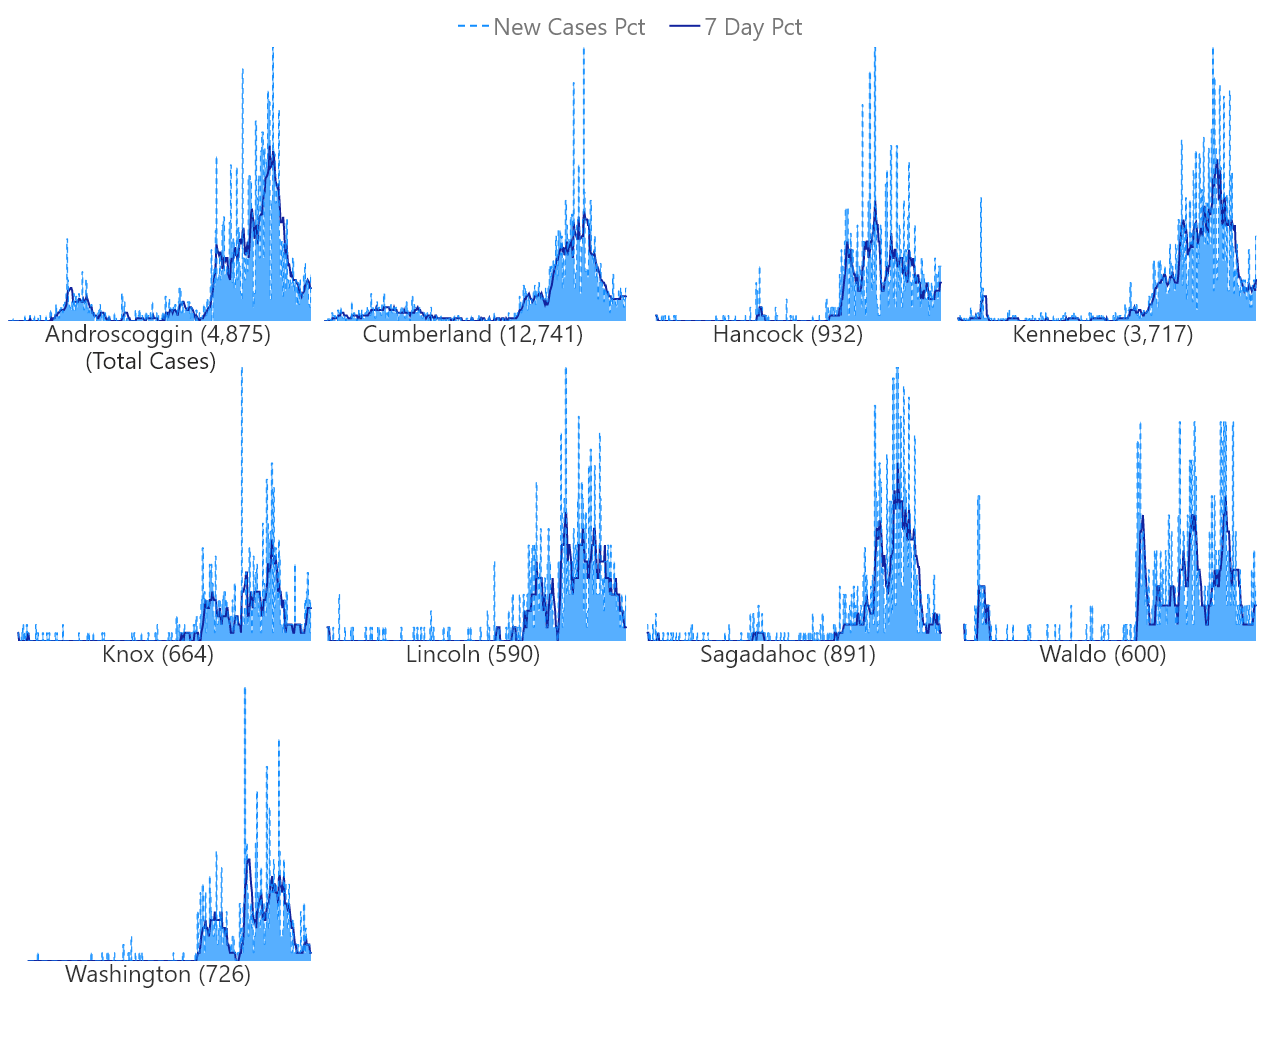 New Cases Pct 7 Day Pct
Androscoggin (4,875) Cumberland (12,741) Hancock (932) Kennebec (3,717)
(Total Cases)
Knox (664) Lincoln (590) Sagadahoc (891) Waldo (600)
Washington (726)